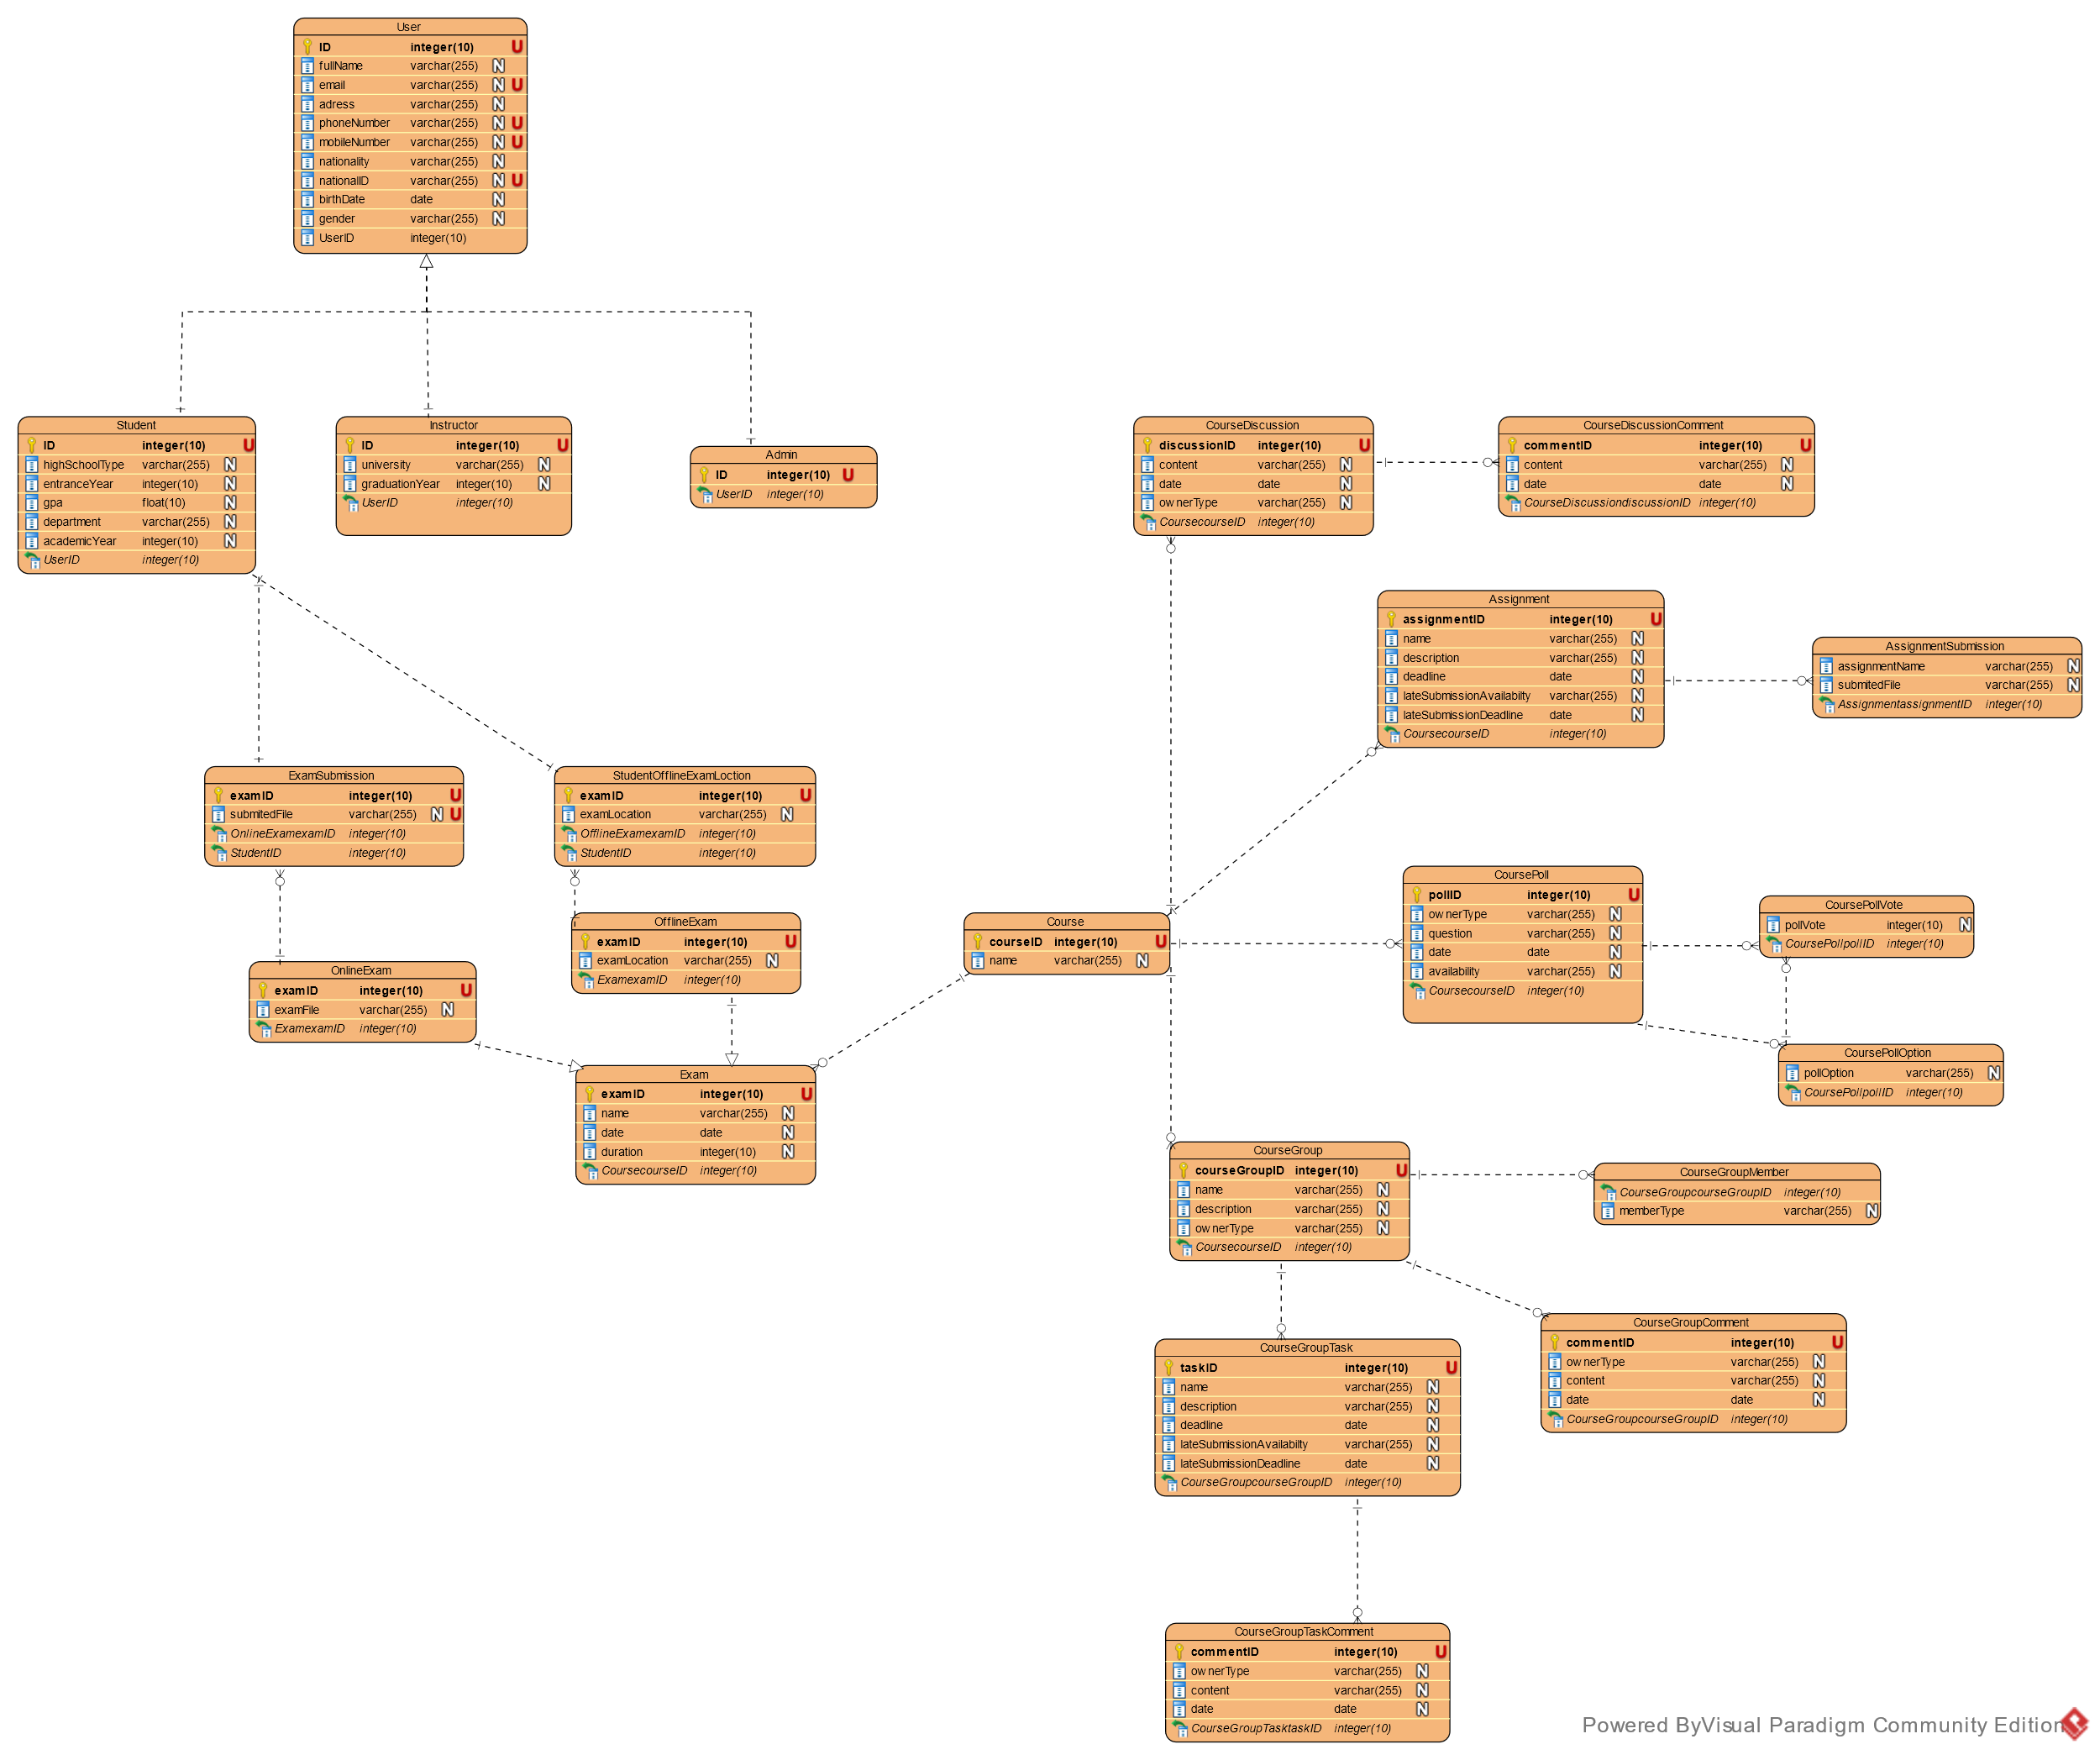 User
ID integer(10) U
fullName varchar(255) N
email varchar(255) N U
adress varchar(255) N
phoneNumber varchar(255) N U
mobileNumber varchar(255) N U
nationality varchar(255) N
nationalID varchar(255) N U
birthDate date N
gender varchar(255) N
UserID integer(10)
Student
ID integer(10) U
highSchoolType varchar(255) N
entranceYear integer(10) N
gpa float(10) N
department varchar(255) N
academicYear integer(10) N
UserID integer(10)
Instructor
ID integer(10) U
university varchar(255) N
graduationYear integer(10) N
UserID integer(10)
Admin
ID integer(10) U
UserID integer(10)
CourseDiscussion
discussionID integer(10) U
content varchar(255) N
date date N
ownerType varchar(255) N
CoursecourseID integer(10)
CourseDiscussionComment
commentID integer(10) U
content varchar(255) N
date date N
CourseDiscussiondiscussionID integer(10)
Assignment
assignmentID integer(10) U
name varchar(255) N
description varchar(255) N
deadline date N
lateSubmissionAvailabilty varchar(255) N
lateSubmissionDeadline date N
CoursecourseID integer(10)
AssignmentSubmission
assignmentName varchar(255) N
submitedFile varchar(255) N
AssignmentassignmentID integer(10)
ExamSubmission
examID integer(10) U
submitedFile varchar(255) N U
OnlineExamexamID integer(10)
StudentID integer(10)
StudentOfflineExamLoction
examID integer(10) U
examLocation varchar(255) N
OfflineExamexamID integer(10)
StudentID integer(10)
OfflineExam
examID integer(10) U
examLocation varchar(255) N
ExamexamID integer(10)
OnlineExam
examID integer(10) U
examFile varchar(255) N
ExamexamID integer(10)
Exam
examID integer(10) U
name varchar(255) N
date date N
duration integer(10) N
CoursecourseID integer(10)
Course
courseID integer(10) U
name varchar(255) N
CoursePoll
pollID integer(10) U
ownerType varchar(255) N
question varchar(255) N
date date N
availability varchar(255) N
CoursecourseID integer(10)
CoursePollVote
pollVote integer(10) N
CoursePollpollID integer(10)
CoursePollOption
pollOption varchar(255) N
CoursePollpollID integer(10)
CourseGroup
courseGroupID integer(10) U
name varchar(255) N
description varchar(255) N
ownerType varchar(255) N
CoursecourseID integer(10)
CourseGroupMember
CourseGroupcourseGroupID integer(10)
memberType varchar(255) N
CourseGroupComment
commentID integer(10) U
ownerType varchar(255) N
content varchar(255) N
date date N
CourseGroupcourseGroupID integer(10)
CourseGroupTask
taskID integer(10) U
name varchar(255) N
description varchar(255) N
deadline date N
lateSubmissionAvailabilty varchar(255) N
lateSubmissionDeadline date N
CourseGroupcourseGroupID integer(10)
CourseGroupTaskComment
commentID integer(10) U
ownerType varchar(255) N
content varchar(255) N
date date N
CourseGroupTasktaskID integer(10)
Powered ByVisual Paradigm Community Edition